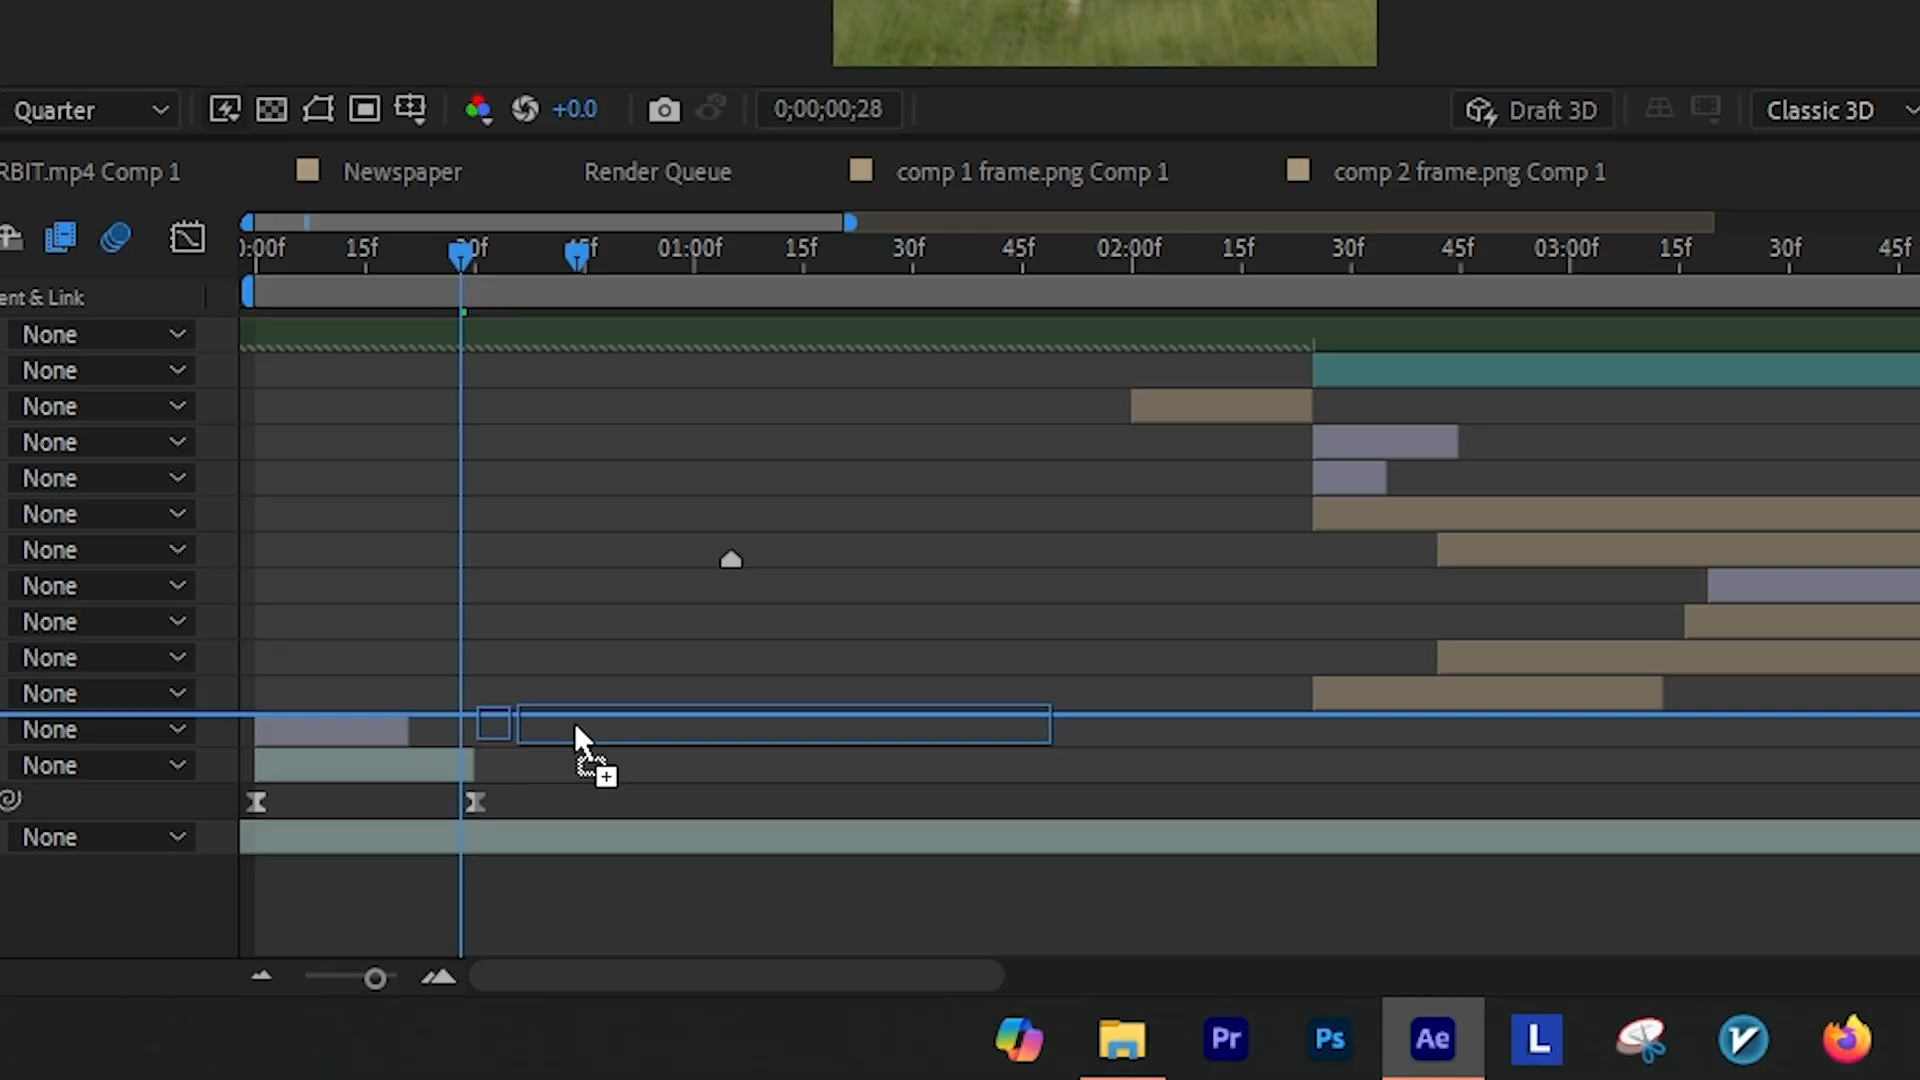 Quarter +0.0 0;00;00;28 Draft 3D Classic 3D
RBIT.mp4 Comp 1 Newspaper Render Queue comp 1 frame.png Comp 1 comp 2 frame.png Comp 1
0:00f 15f 01:00f 15f 30f 45f 02:00f 15f 30f 45f 03:00f 15f 30f 45f
ent & Link
None
None
None
None
None
None
None
None
None
None
None
None
None
None
Pr Ps Ae L